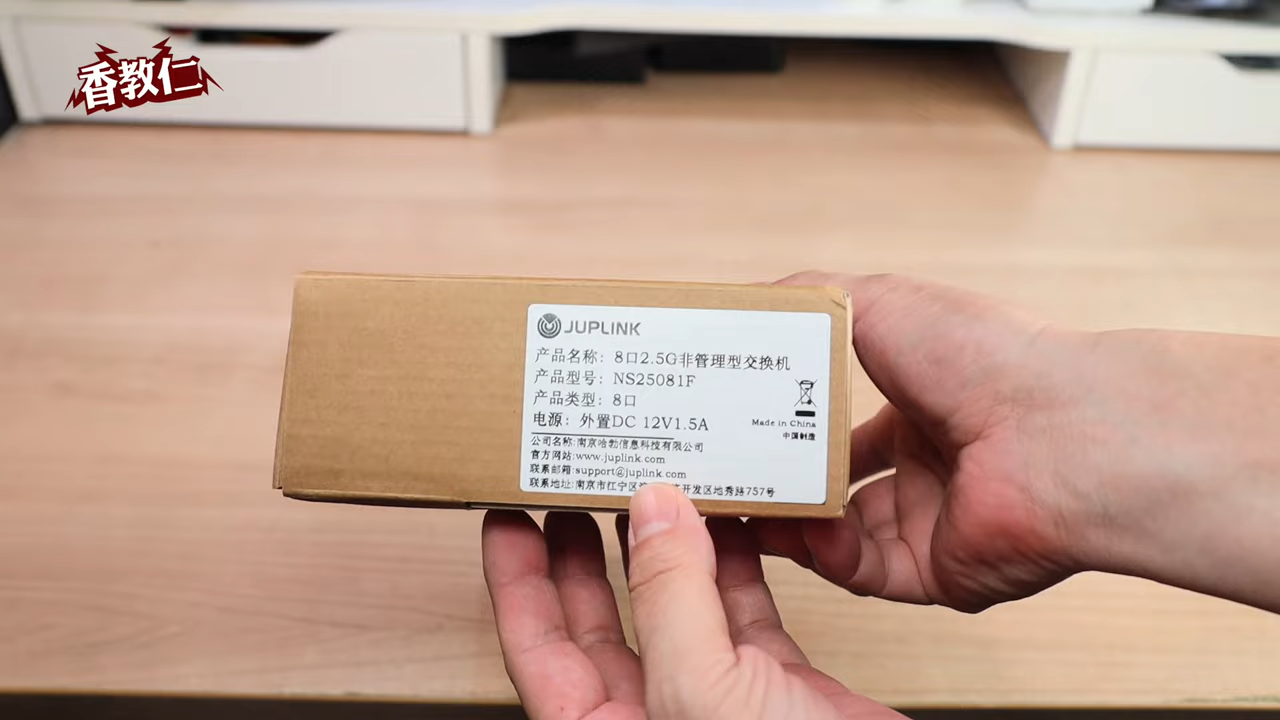 香教仁
JUPLINK
产品名称：8口2.5G非管理型交换机
产品型号：NS25081F
产品类型：8口
电源：外置DC 12V1.5A
Made in China
中国制造
公司名称:南京哈勃信息科技有限公司
官方网站:www.juplink.com
联系邮箱:support@juplink.com
联系地址:南京市江宁区 开发区地秀路757号